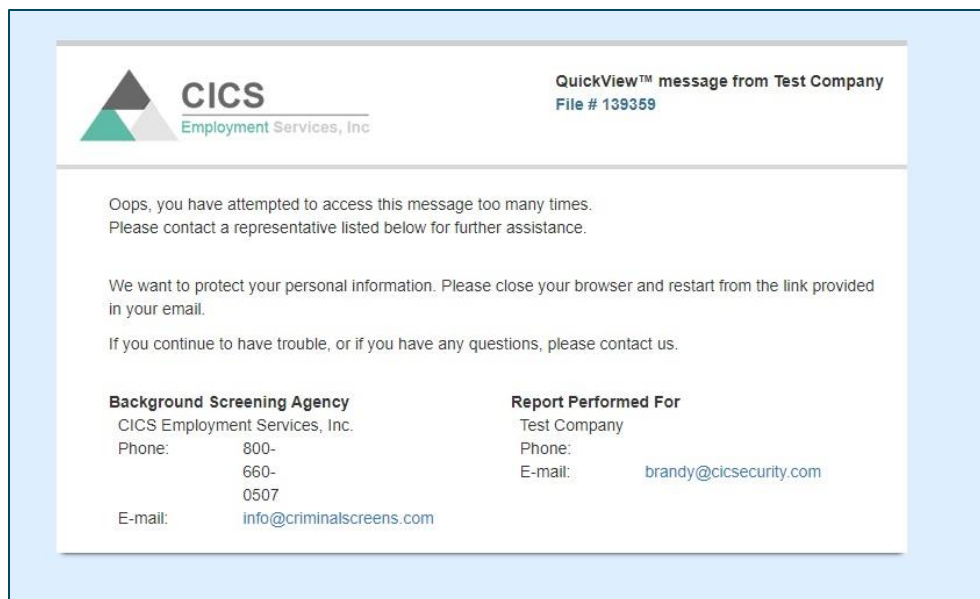 CICS
Employment Services, Inc
QuickView™ message from Test Company
File # 139359
Oops, you have attempted to access this message too many times.
Please contact a representative listed below for further assistance.
We want to protect your personal information. Please close your browser and restart from the link provided
in your email.
If you continue to have trouble, or if you have any questions, please contact us.
Background Screening Agency
CICS Employment Services, Inc.
Phone: 800-
660-
0507
E-mail: info@criminalscreens.com
Report Performed For
Test Company
Phone:
E-mail: brandy@cicsecurity.com